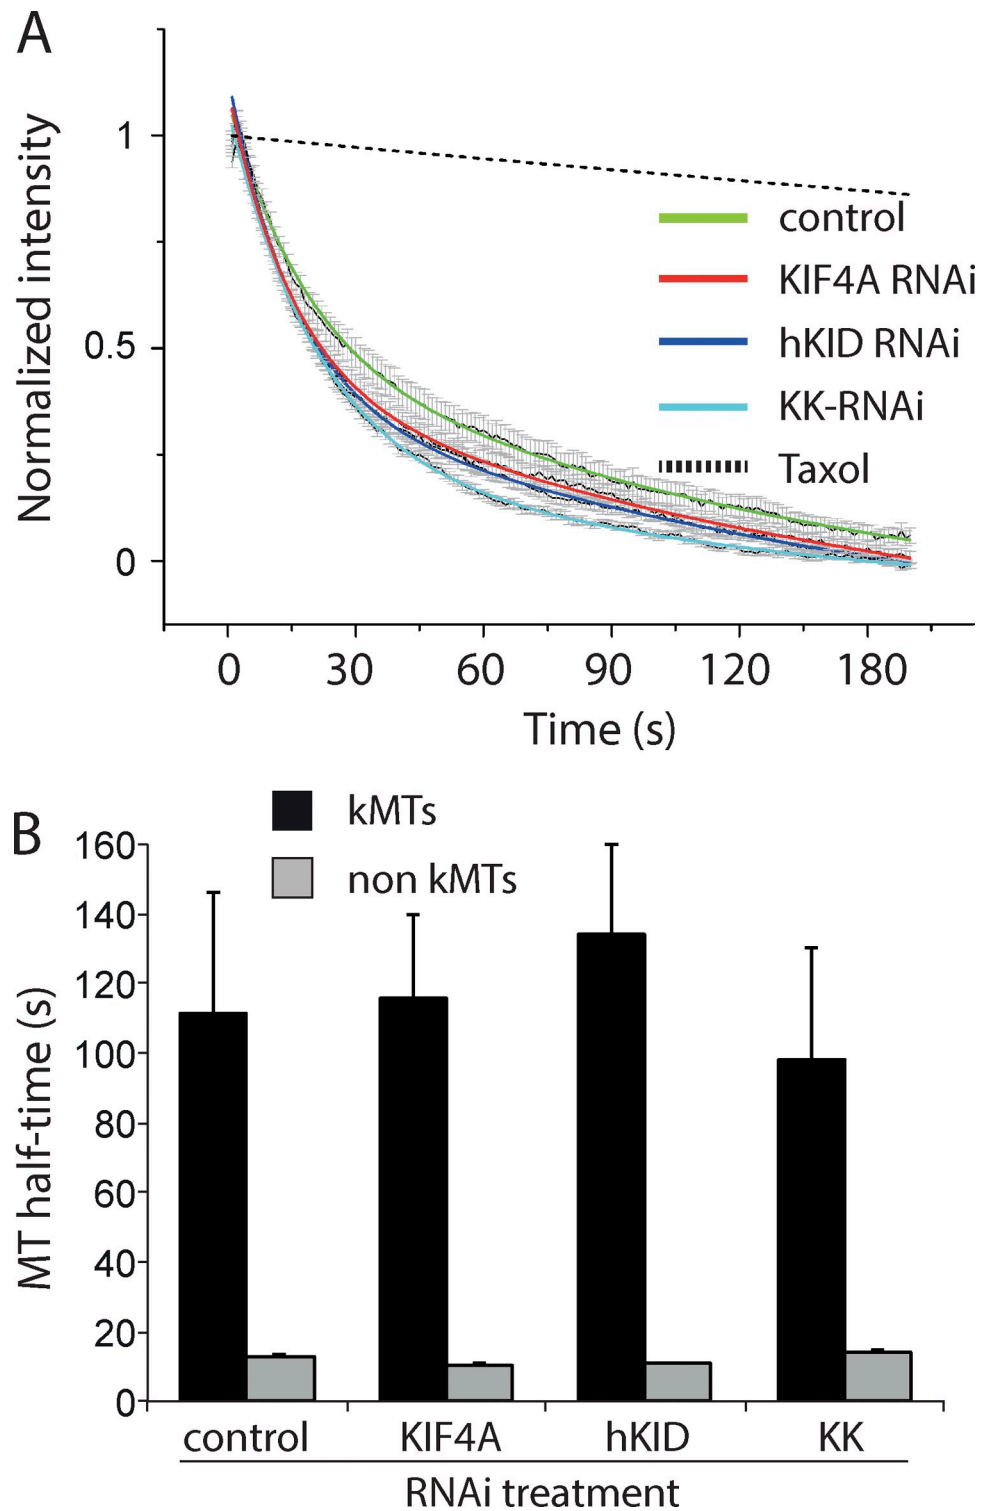 A
Normalized intensity
1
0.5
0
control
KIF4A RNAi
hKID RNAi
KK-RNAi
Taxol
0 30 60 90 120 180
Time (s)
B
kMTs
non kMTs
MT half-time (s)
160
140
120
100
80
60
40
20
0
control KIF4A hKID KK
RNAi treatment